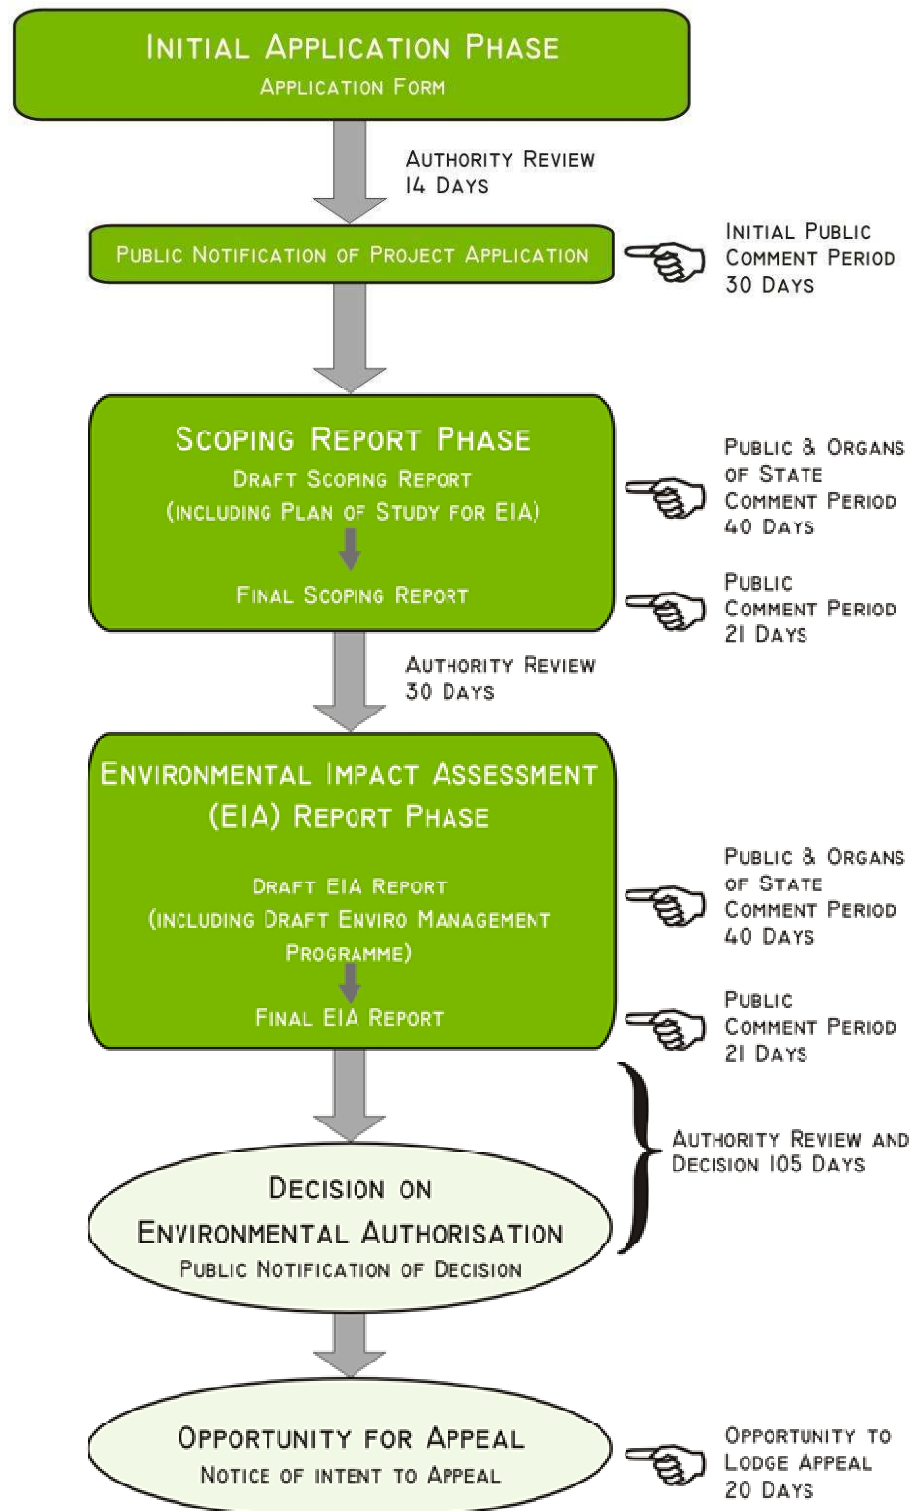 Initial Application Phase
Application Form
Authority Review
14 Days
Public Notification of Project Application
Initial Public
Comment Period
30 Days
Scoping Report Phase
Draft Scoping Report
(including Plan of Study for EIA)
Public & Organs
of State
Comment Period
40 Days
Final Scoping Report
Public
Comment Period
21 Days
Authority Review
30 Days
Environmental Impact Assessment
(EIA) Report Phase
Draft EIA Report
(including Draft Enviro Management
Programme)
Public & Organs
of State
Comment Period
40 Days
Final EIA Report
Public
Comment Period
21 Days
Authority Review and
Decision 105 Days
Decision on
Environmental Authorisation
Public Notification of Decision
Opportunity for Appeal
Notice of intent to Appeal
Opportunity to
Lodge Appeal
20 Days